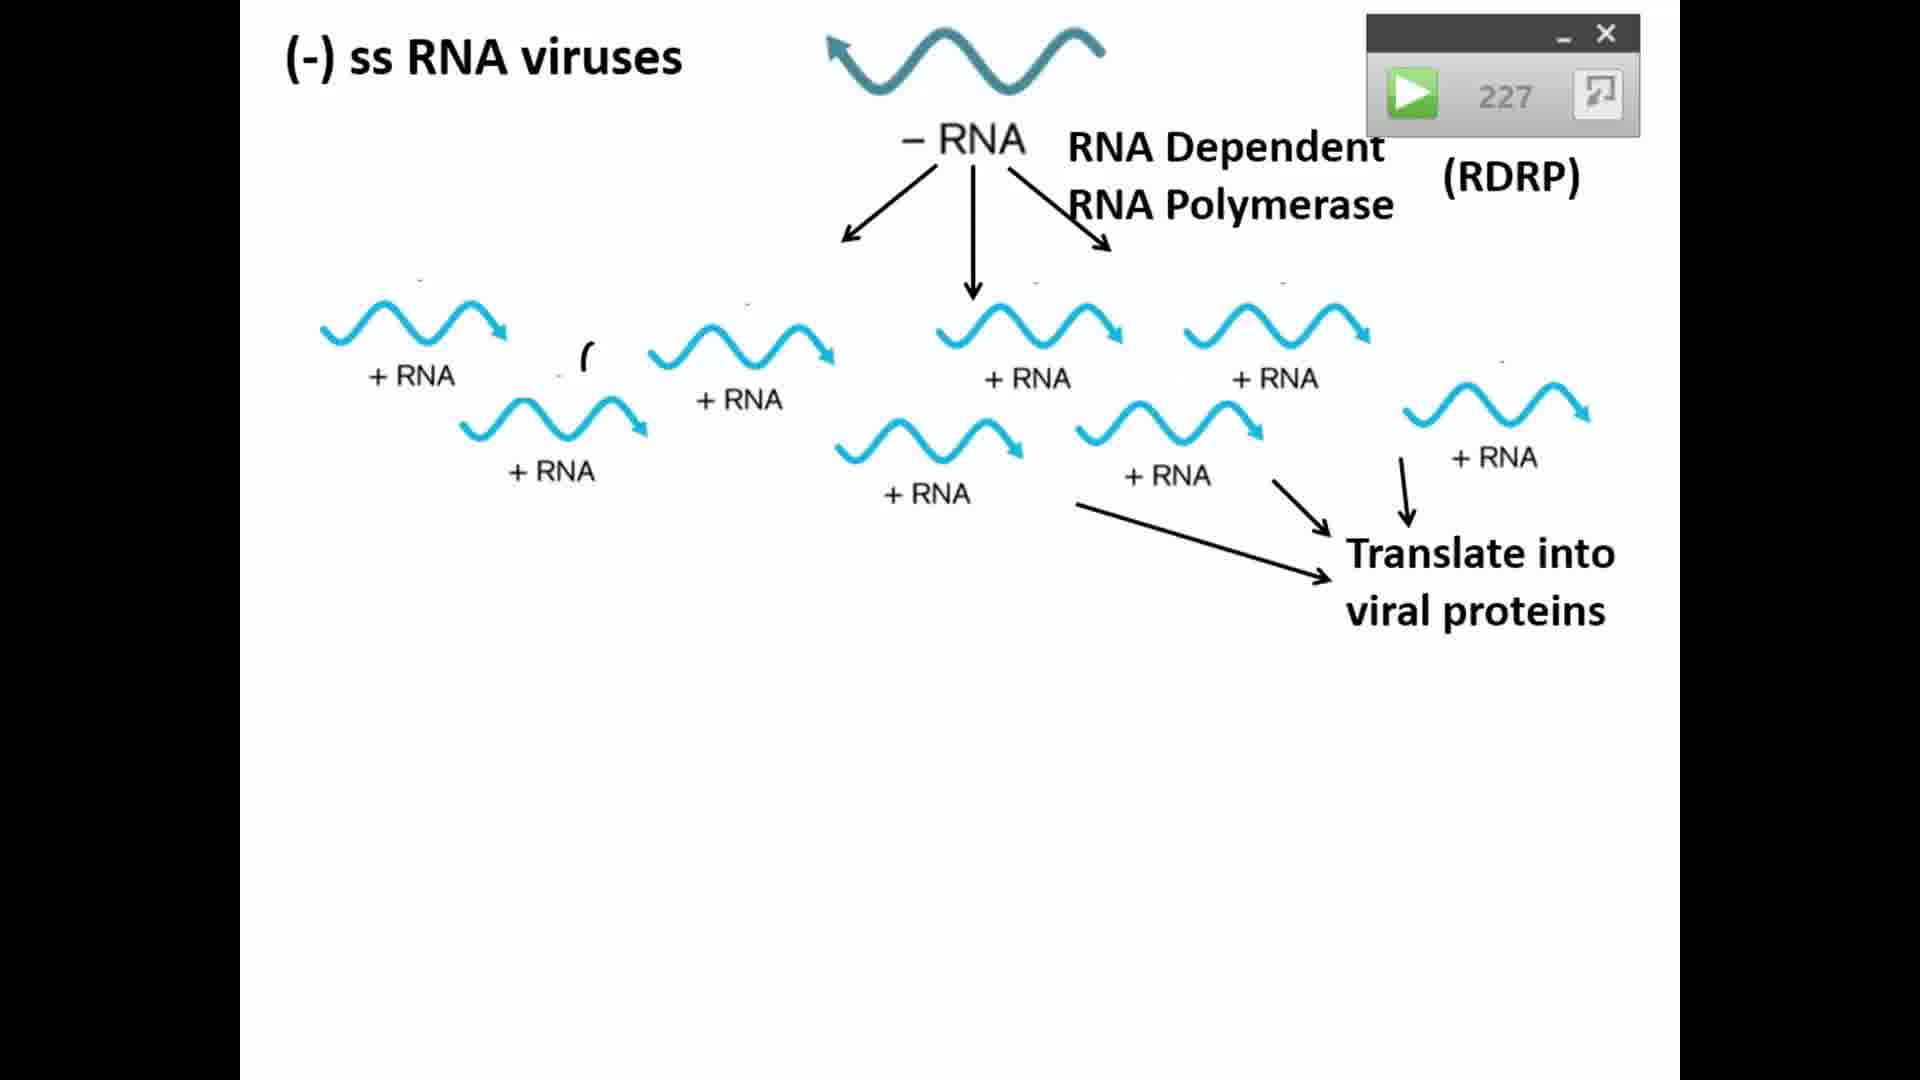 (-) ss RNA viruses
227
– RNA
RNA Dependent
RNA Polymerase
(RDRP)
+ RNA
+ RNA
+ RNA
+ RNA
+ RNA
+ RNA
+ RNA
+ RNA
Translate into
viral proteins